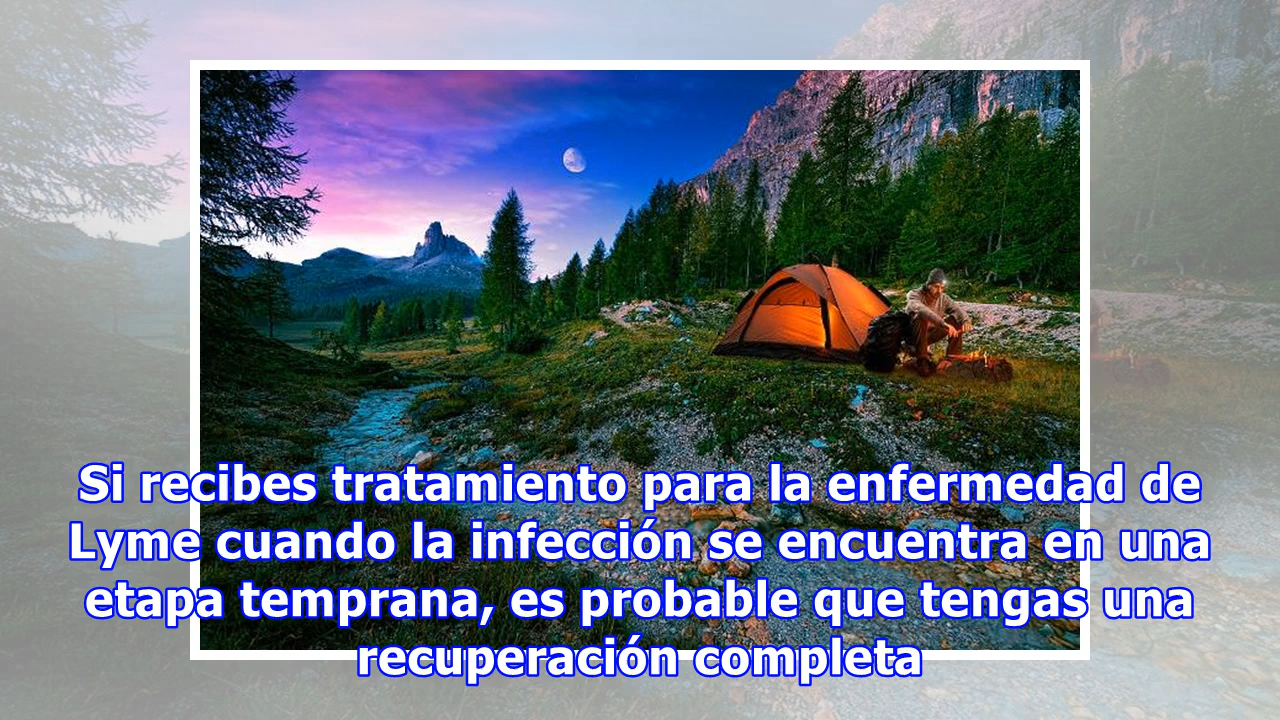 Si recibes tratamiento para la enfermedad de
Lyme cuando la infección se encuentra en una
etapa temprana, es probable que tengas una
recuperación completa